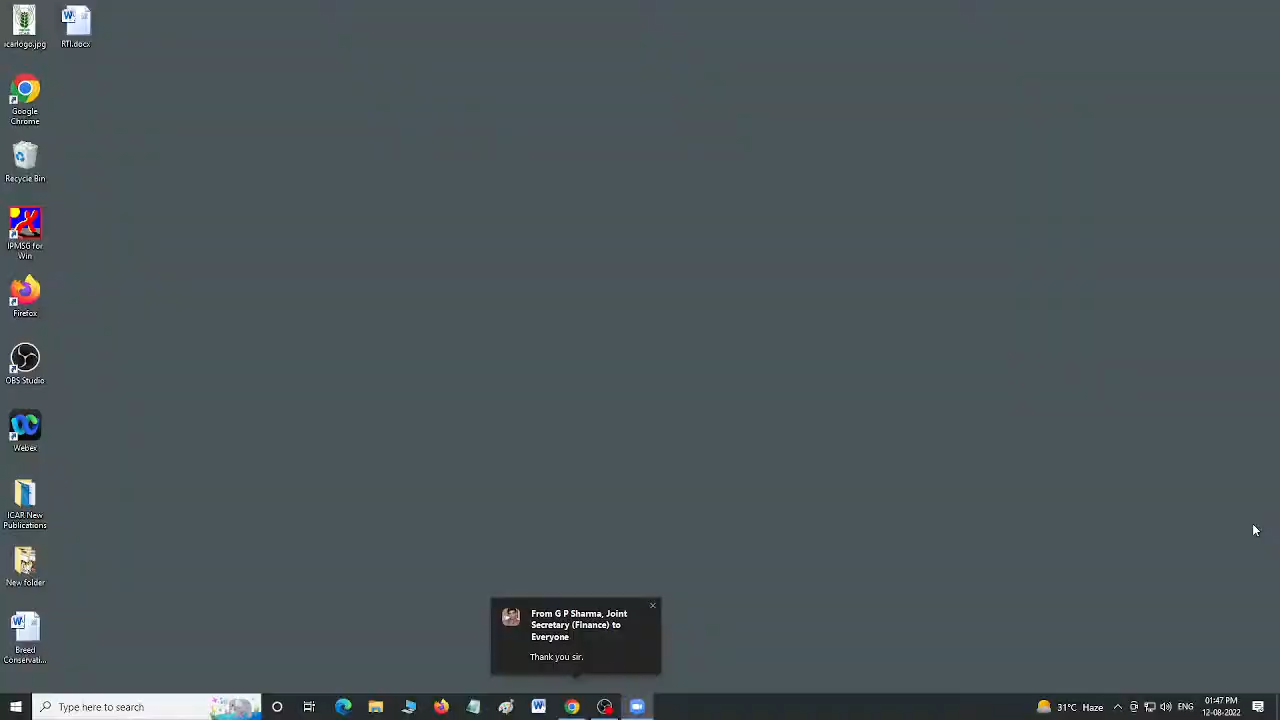 icarlogo.jpg
RTI.docx
Google
Chrome
Recycle Bin
IPMSG for
Win
Firefox
OBS Studio
Webex
ICAR New
Publications
New folder
Breed
Conservati...
From G P Sharma, Joint
Secretary (Finance) to
Everyone
Thank you sir.
Type here to search
31°C Haze
ENG
01:47 PM
12-08-2022